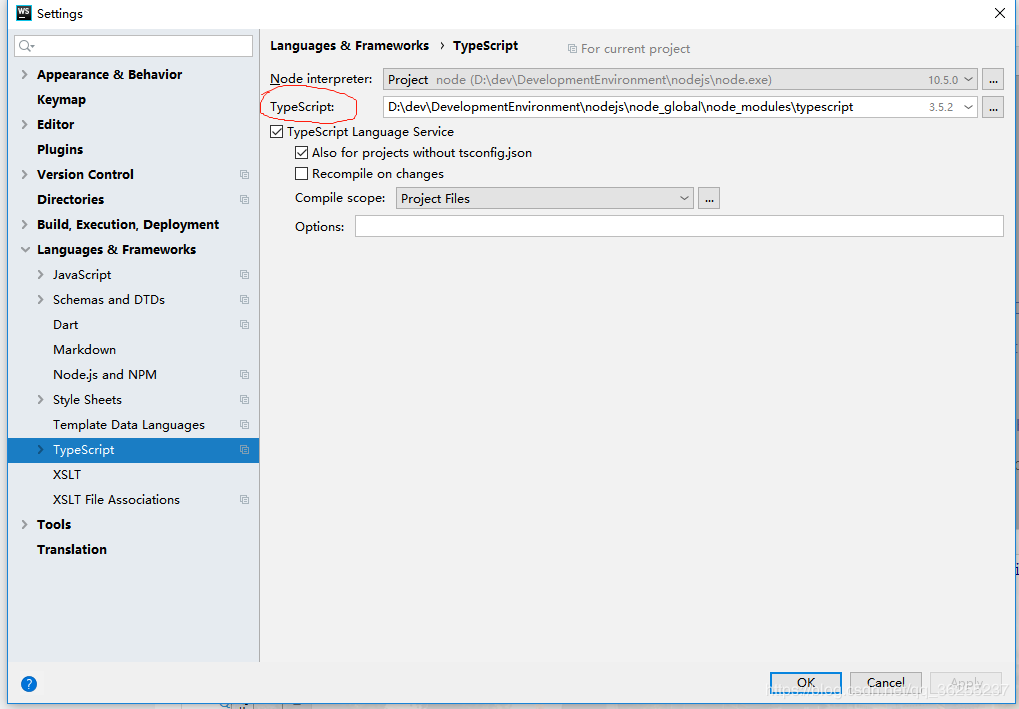 WS Settings
Languages & Frameworks › TypeScript For current project
Appearance & Behavior
Keymap
Editor
Plugins
Version Control
Directories
Build, Execution, Deployment
Languages & Frameworks
JavaScript
Schemas and DTDs
Dart
Markdown
Node.js and NPM
Style Sheets
Template Data Languages
TypeScript
XSLT
XSLT File Associations
Tools
Translation
Node interpreter: Project node (D:\dev\DevelopmentEnvironment\nodejs\node.exe) 10.5.0 ...
TypeScript: D:\dev\DevelopmentEnvironment\nodejs\node_global\node_modules\typescript 3.5.2 ...
TypeScript Language Service
Also for projects without tsconfig.json
Recompile on changes
Compile scope: Project Files ...
Options:
? OK Cancel Apply
https://blog.csdn.net/qq_36258237